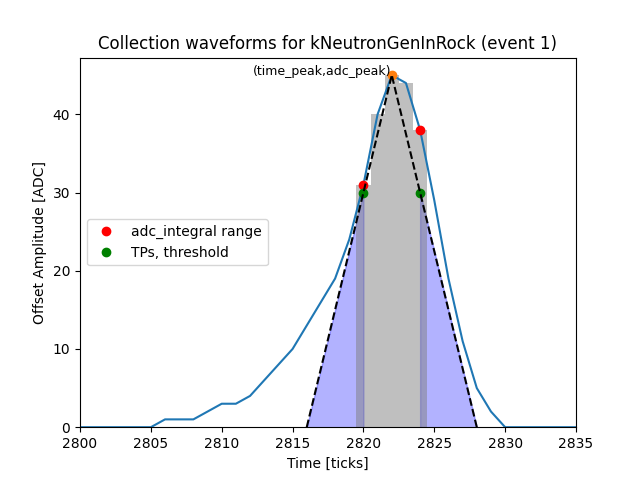 Collection waveforms for kNeutronGenInRock (event 1)
(time_peak,adc_peak)
Offset Amplitude [ADC]
40
30
20
10
0
adc_integral range
TPs, threshold
2800 2805 2810 2815 2820 2825 2830 2835
Time [ticks]